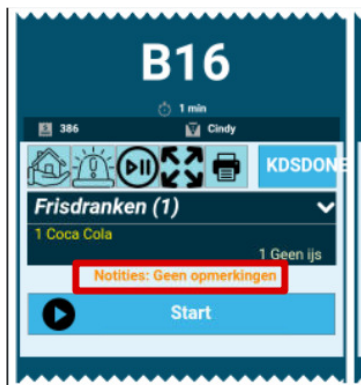 B16
1 min
386 Cindy
KDSDONE
Frisdranken (1)
1 Coca Cola
1 Geen ijs
Notities: Geen opmerkingen
Start